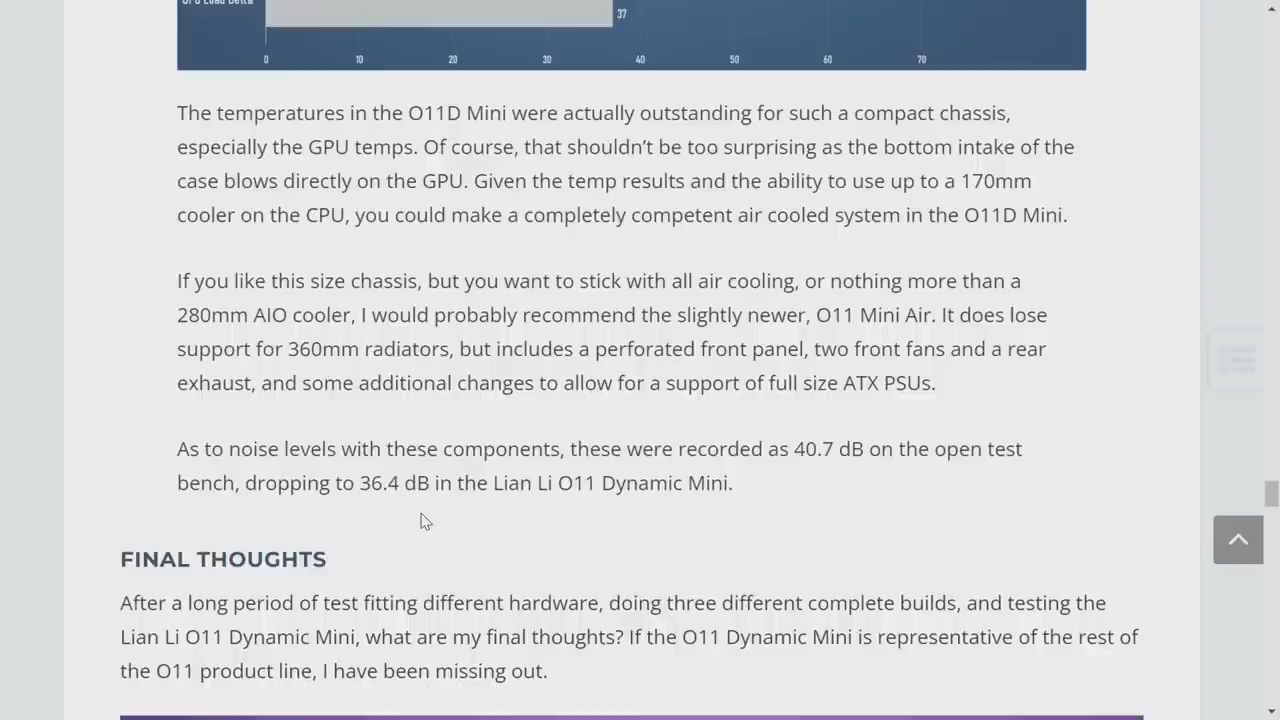 37
0 10 20 30 40 50 60 70
The temperatures in the O11D Mini were actually outstanding for such a compact chassis,
especially the GPU temps. Of course, that shouldn’t be too surprising as the bottom intake of the
case blows directly on the GPU. Given the temp results and the ability to use up to a 170mm
cooler on the CPU, you could make a completely competent air cooled system in the O11D Mini.
If you like this size chassis, but you want to stick with all air cooling, or nothing more than a
280mm AIO cooler, I would probably recommend the slightly newer, O11 Mini Air. It does lose
support for 360mm radiators, but includes a perforated front panel, two front fans and a rear
exhaust, and some additional changes to allow for a support of full size ATX PSUs.
As to noise levels with these components, these were recorded as 40.7 dB on the open test
bench, dropping to 36.4 dB in the Lian Li O11 Dynamic Mini.
FINAL THOUGHTS
After a long period of test fitting different hardware, doing three different complete builds, and testing the
Lian Li O11 Dynamic Mini, what are my final thoughts? If the O11 Dynamic Mini is representative of the rest of
the O11 product line, I have been missing out.